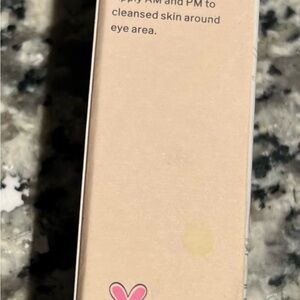 Apply AM and PM to
cleansed skin around
eye area.